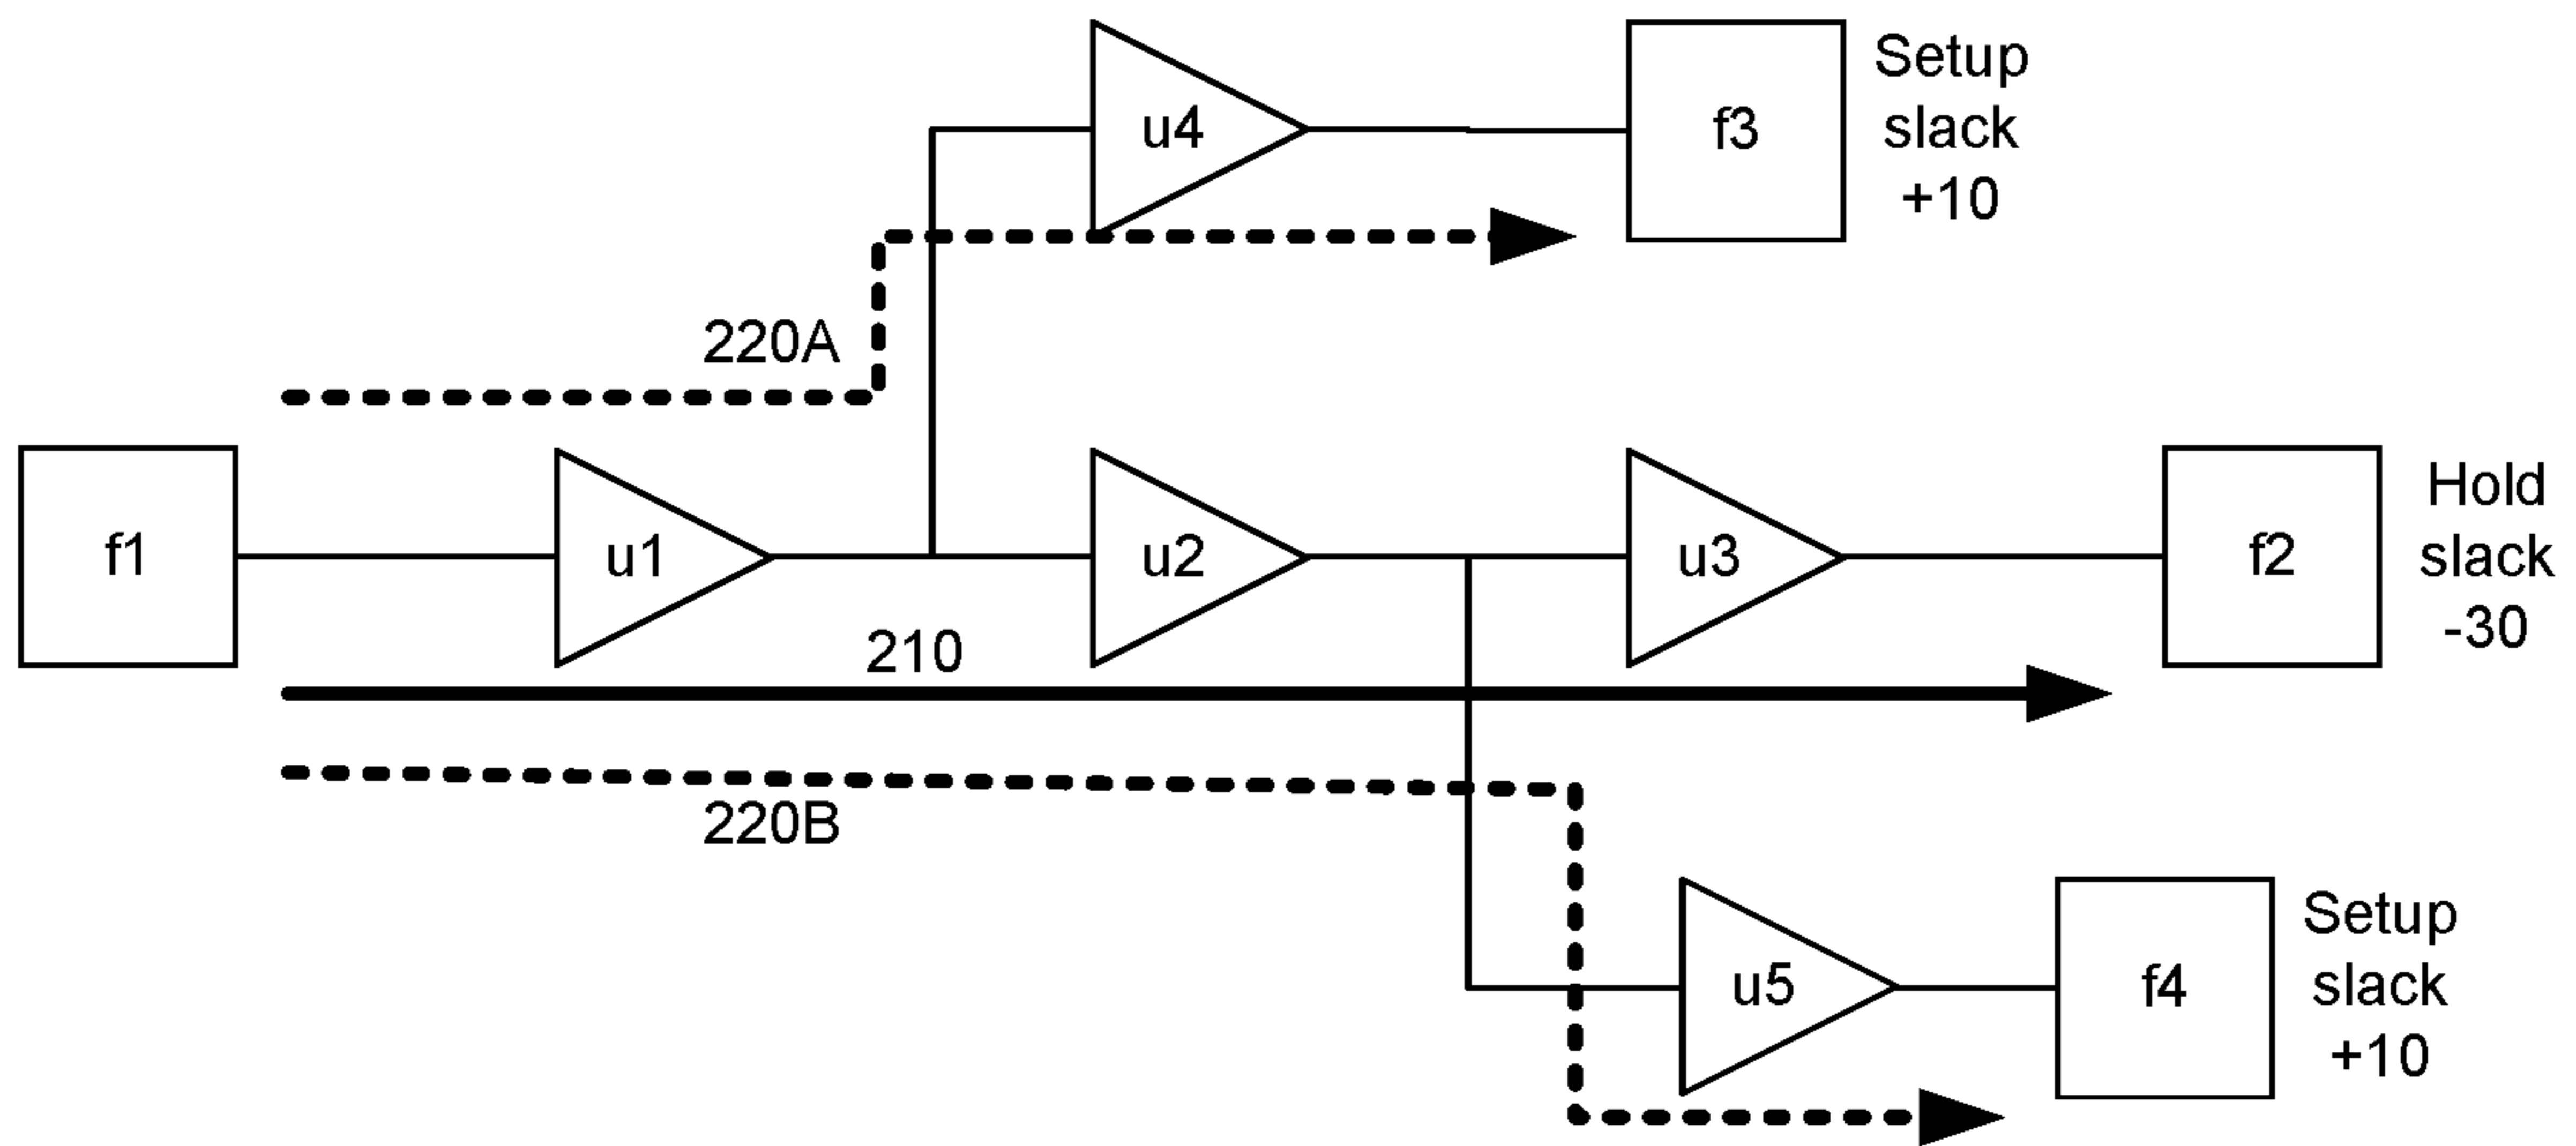 Setup
slack
+10
u4
f3
220A
f1
u1
u2
u3
f2
Hold
slack
-30
210
220B
u5
f4
Setup
slack
+10